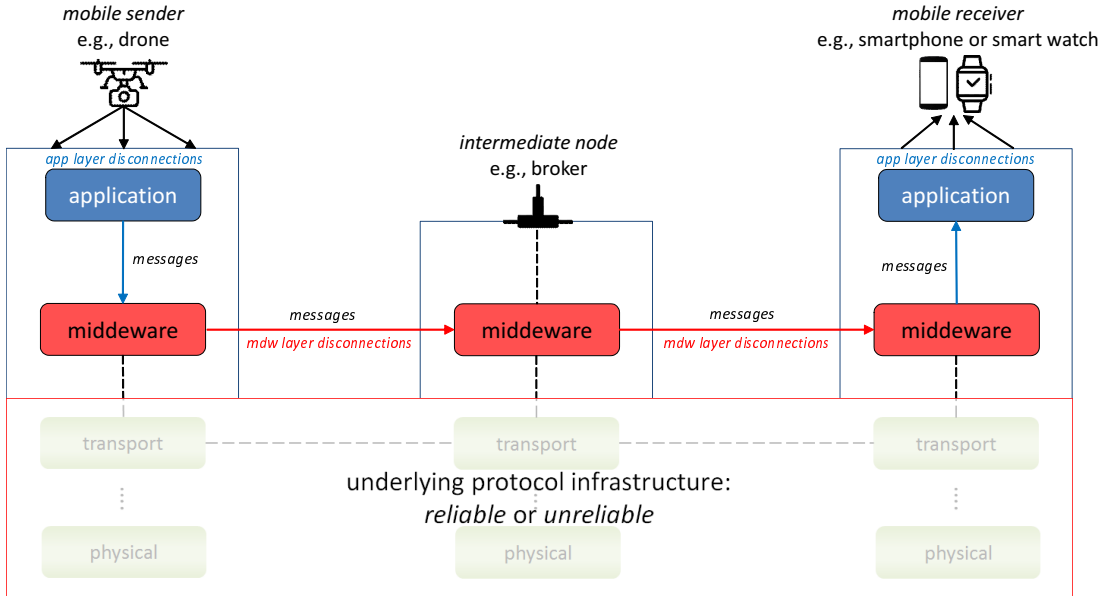 mobile sender
e.g., drone
mobile receiver
e.g., smartphone or smart watch
intermediate node
e.g., broker
app layer disconnections
application
messages
app layer disconnections
application
messages
middeware
messages
mdw layer disconnections
middeware
messages
mdw layer disconnections
middeware
transport
transport
transport
underlying protocol infrastructure:
reliable or unreliable
physical
physical
physical